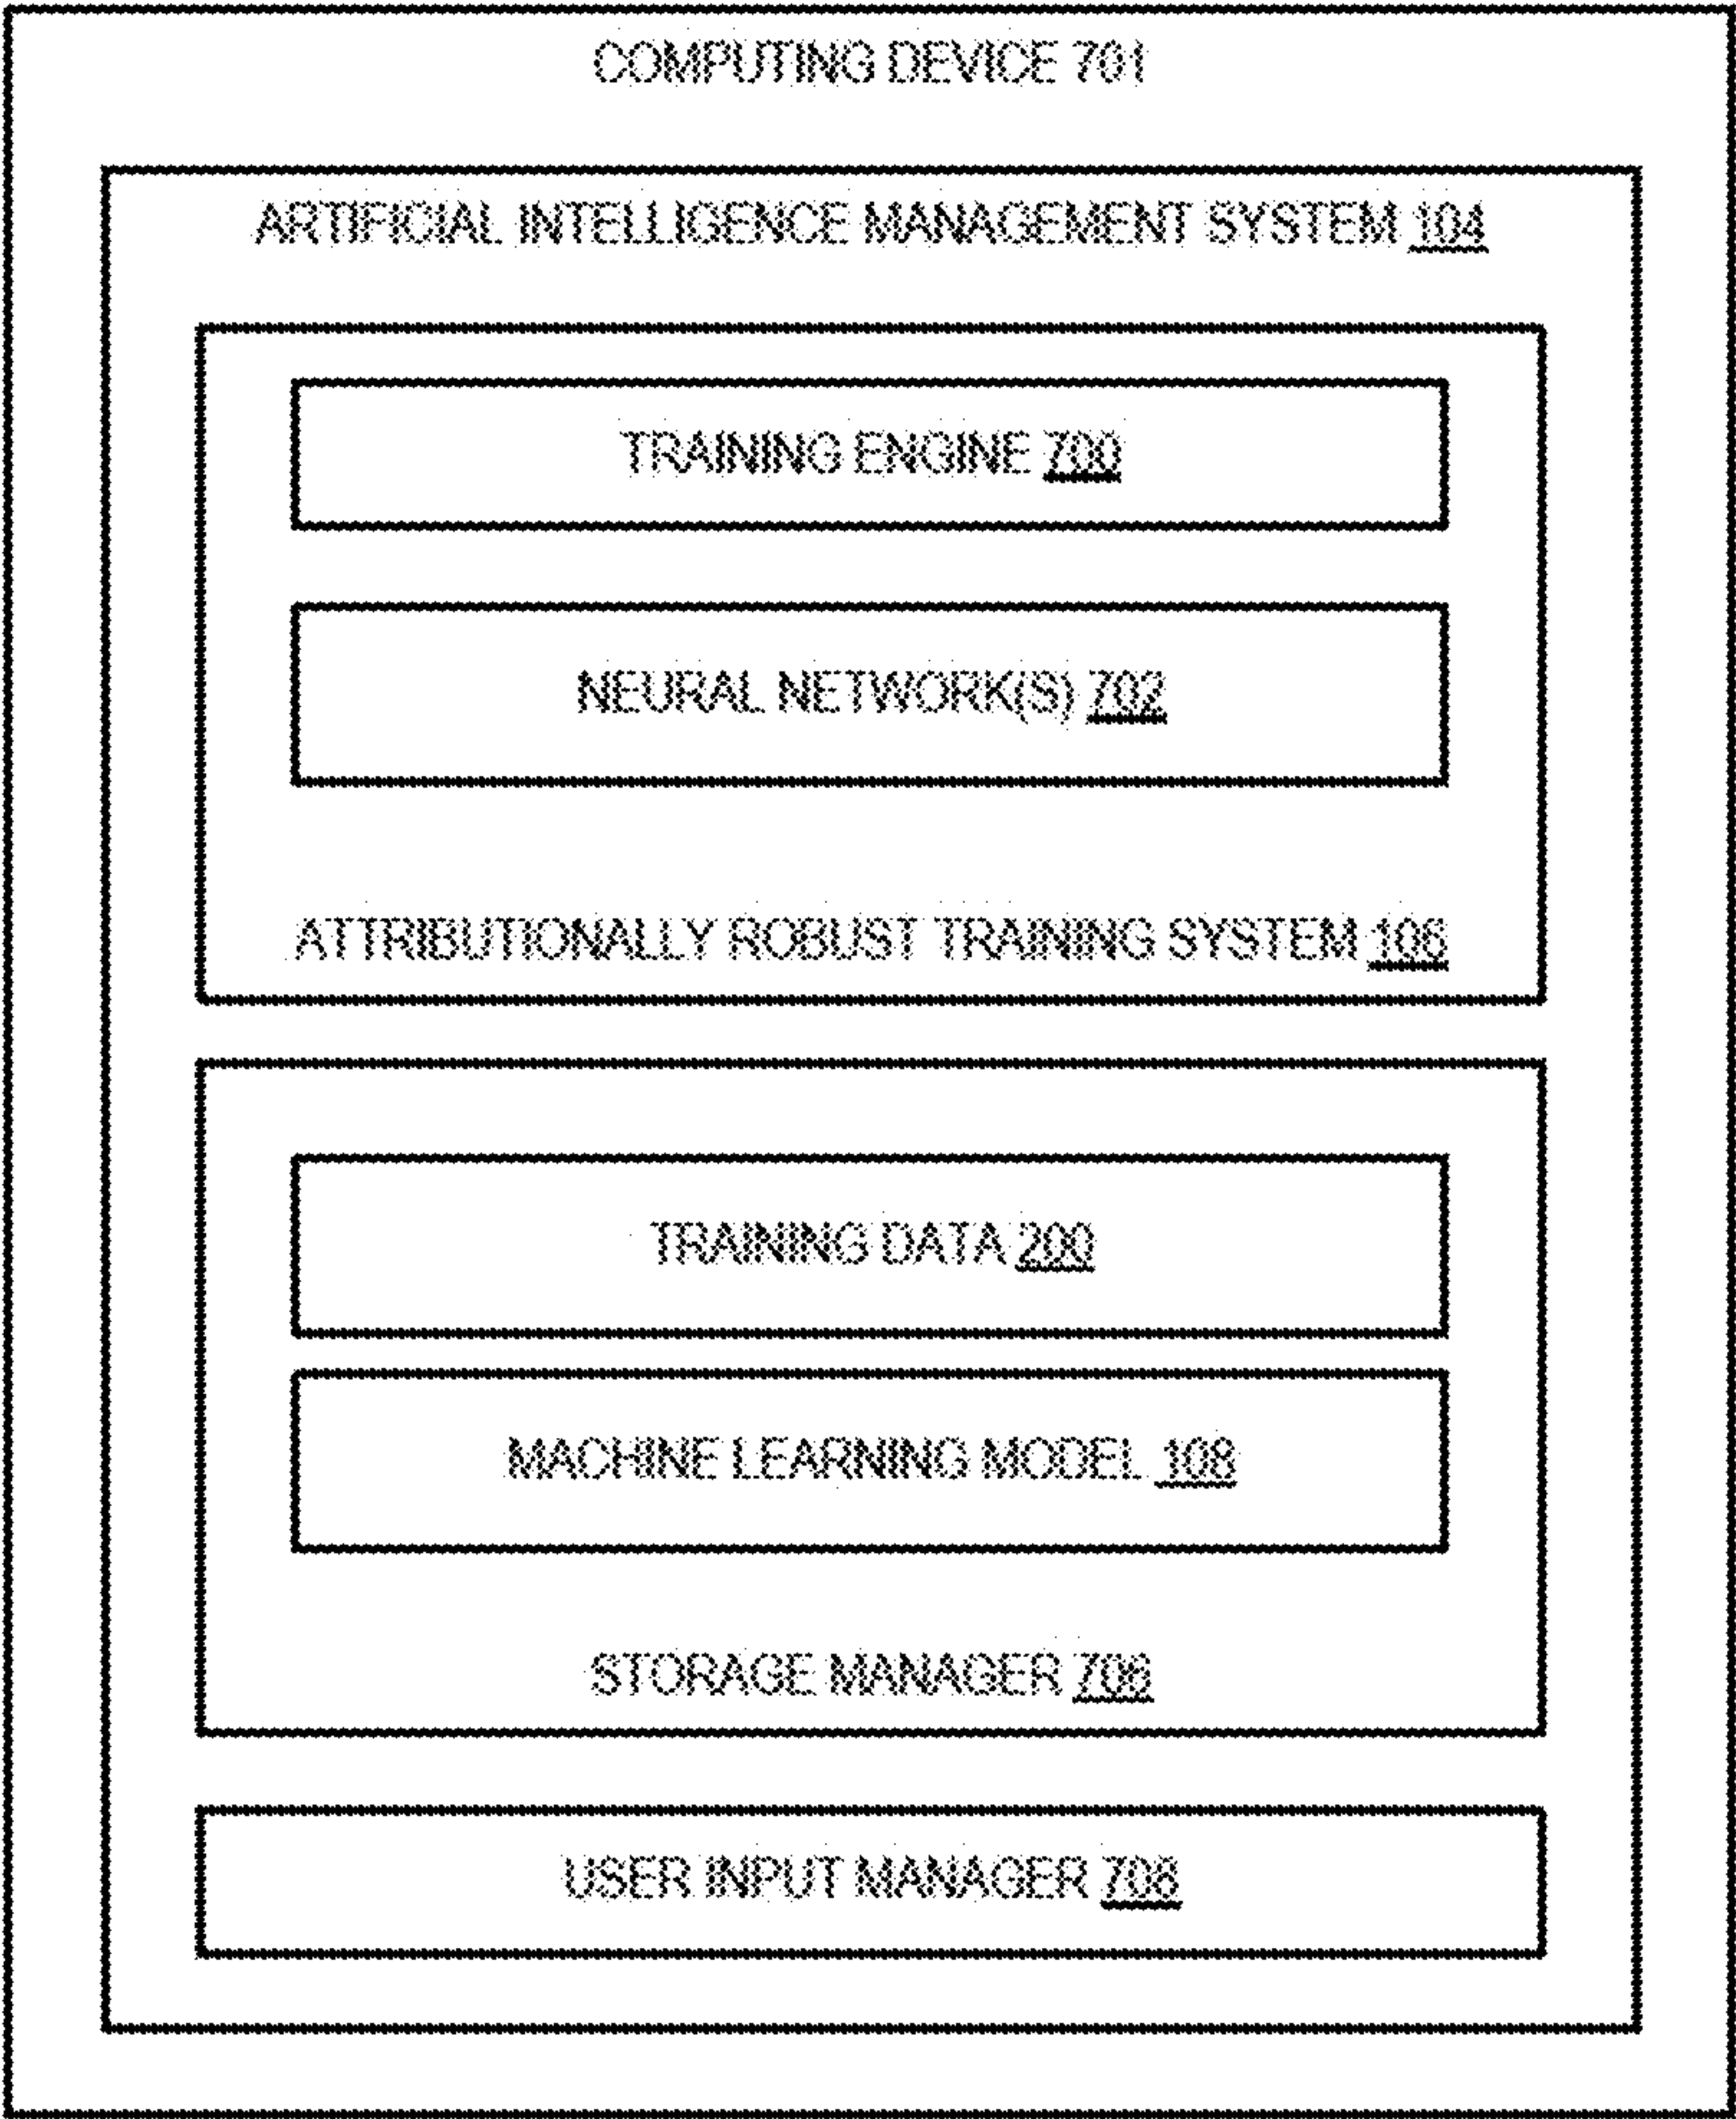 COMPUTING DEVICE 701
ARTIFICIAL INTELLIGENCE MANAGEMENT SYSTEM 104
TRAINING ENGINE 700
NEURAL NETWORK(S) 702
ATTRIBUTIONALLY ROBUST TRAINING SYSTEM 106
TRAINING DATA 200
MACHINE LEARNING MODEL 108
STORAGE MANAGER 706
USER INPUT MANAGER 708